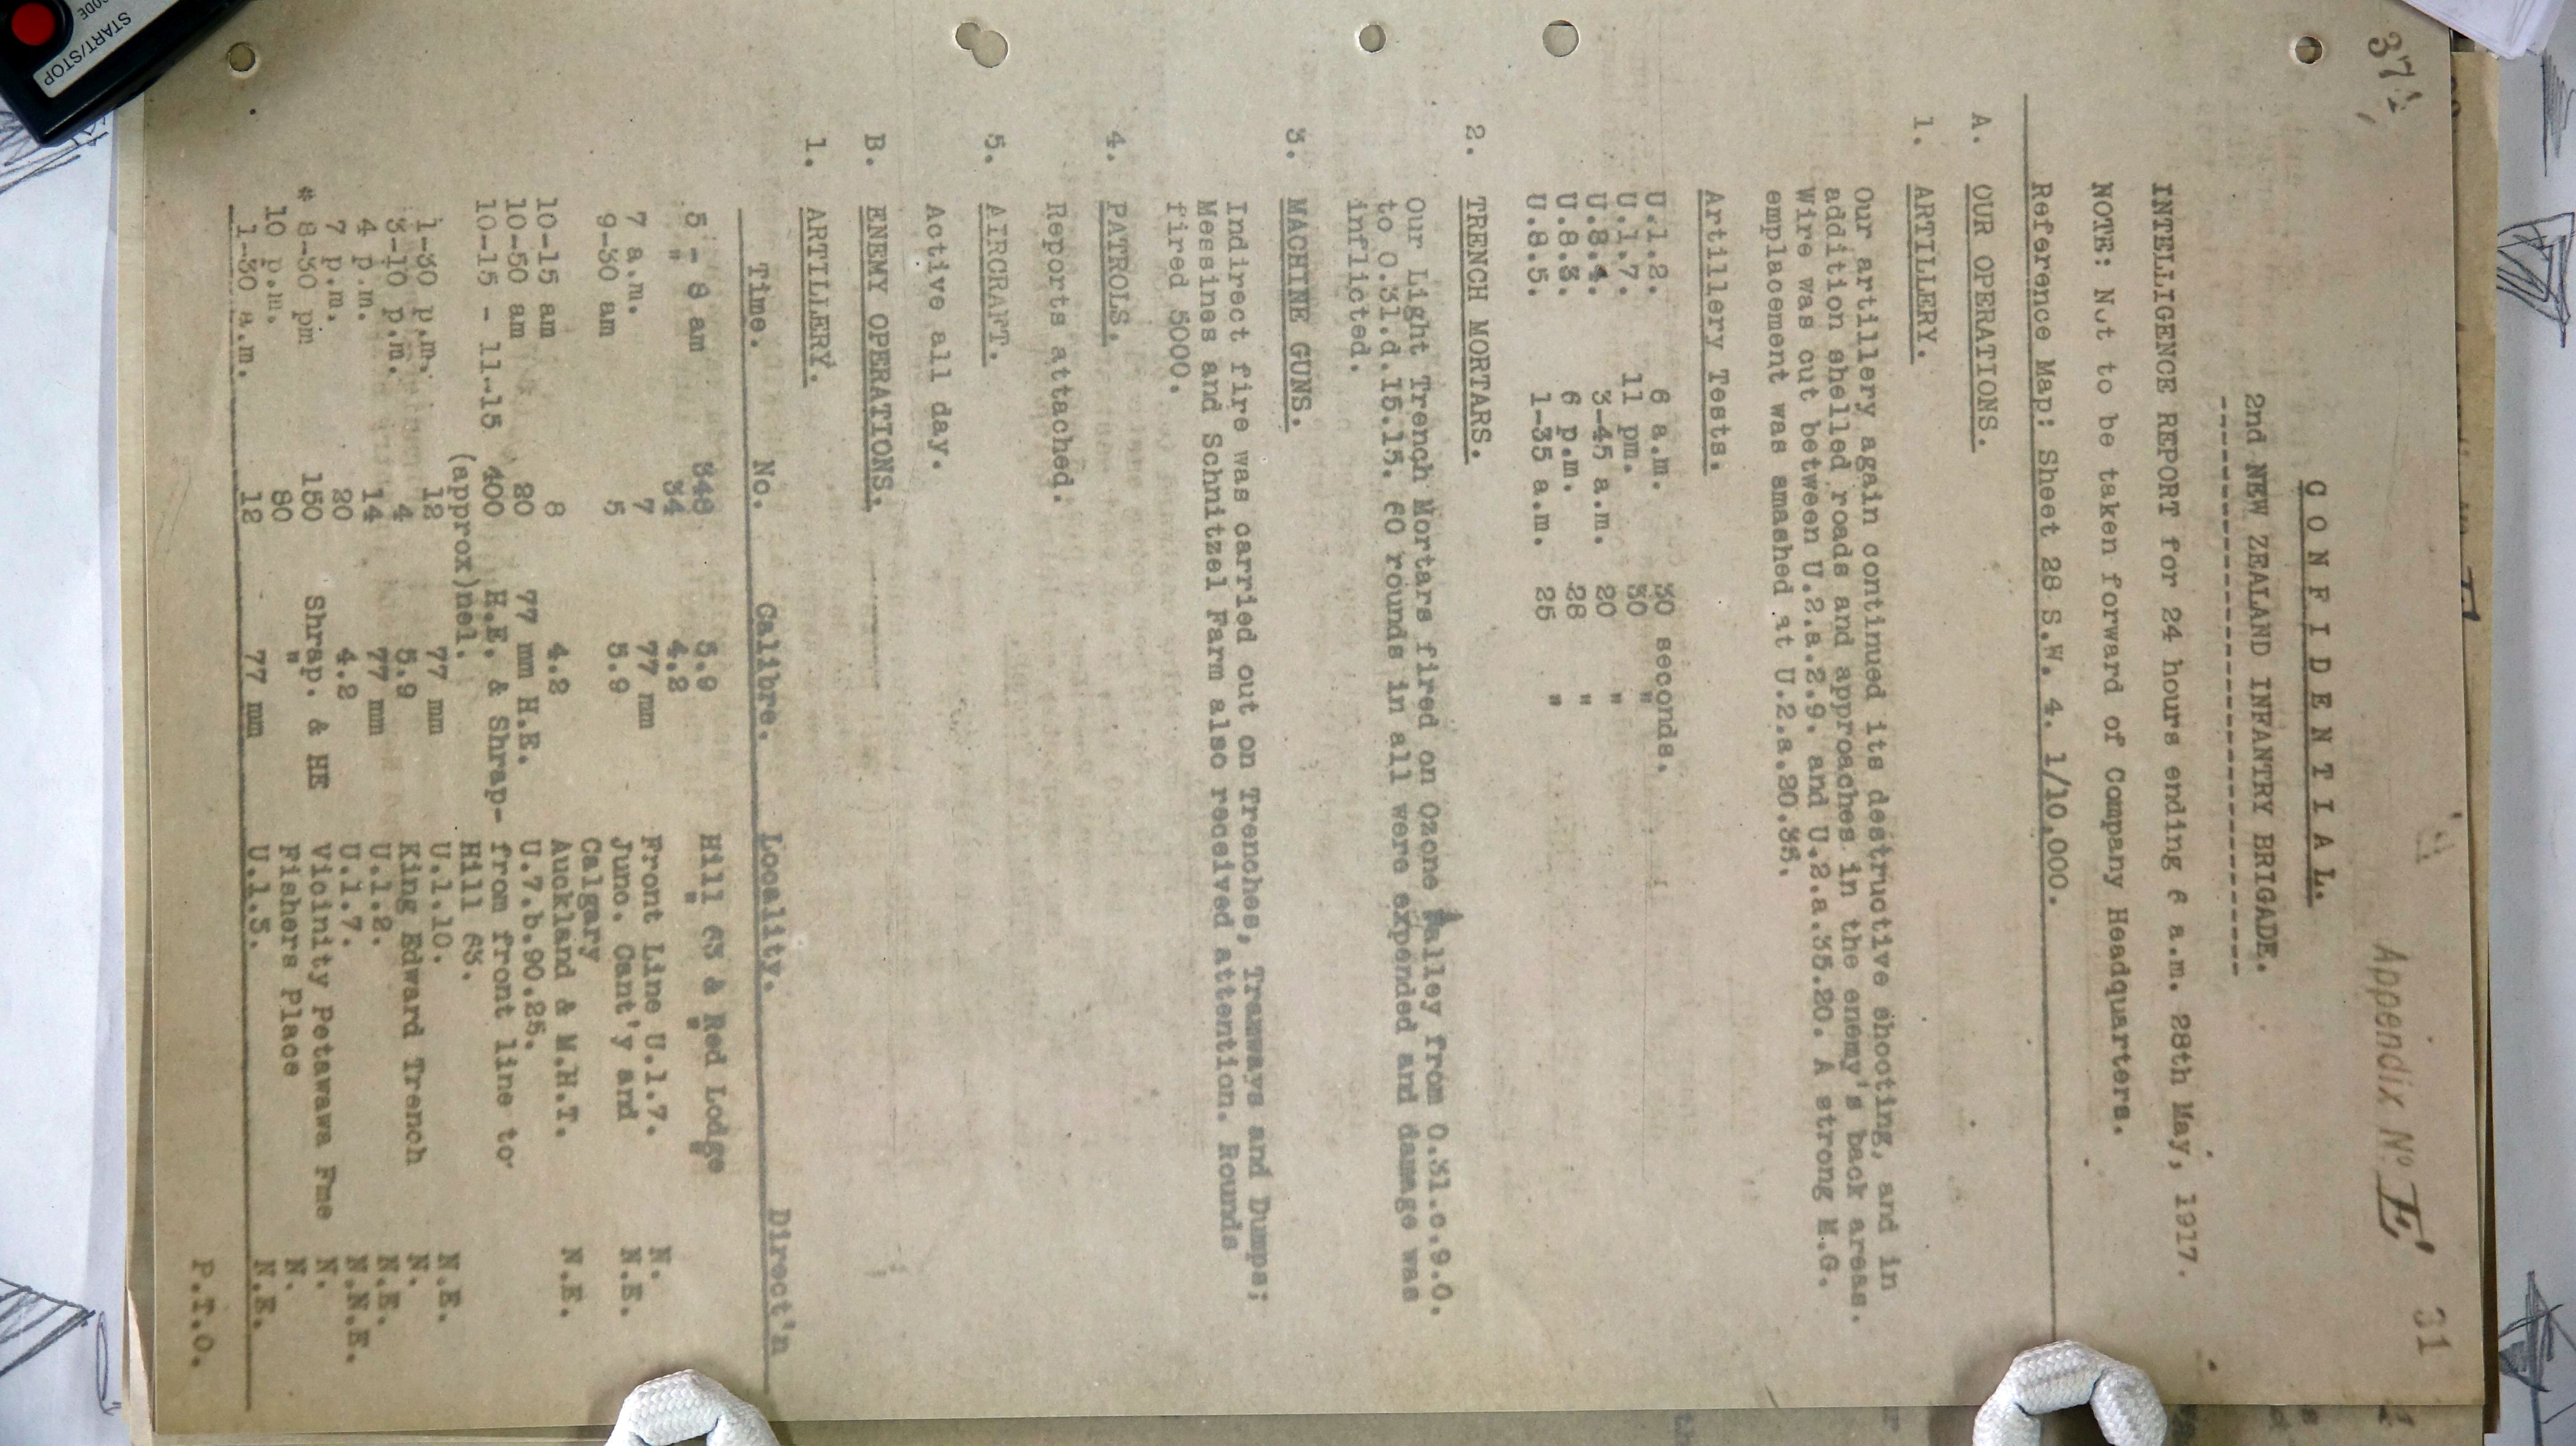 37
Appendix No "E"
31
C O N F I D E N T I A L.
2nd NEW ZEALAND INFANTRY BRIGADE.
INTELLIGENCE REPORT for 24 hours ending 6 a.m. 28th May, 1917.
NOTE: Not to be taken forward of Company Headquarters.
Reference Map: Sheet 28 S.W. 4. 1/10,000.
A. OUR OPERATIONS.
1. ARTILLERY.
Our artillery again continued its destructive shooting, and in
addition shelled roads and approaches in the enemy's back areas.
Wire was cut between U.2.a.2.9. and U.2.a.35.20. A strong M.G.
emplacement was smashed at U.2.a.20.35.
Artillery Tests.
U.1.2. 6 a.m. 30 seconds.
U.1.7. 11 pm. 30 "
U.8.4. 3-45 a.m. 20 "
U.8.3. 6 p.m. 28 "
U.8.5. 1-35 a.m. 25 "
2. TRENCH MORTARS.
Our Light Trench Mortars fired on Ozone Alley from O.31.c.9.0.
to O.31.d.15.15. 60 rounds in all were expended and damage was
inflicted.
3. MACHINE GUNS.
Indirect fire was carried out on Trenches, Tramways and Dumps;
Messines and Schnitzel Farm also received attention. Rounds
fired 5000.
4. PATROLS.
Reports attached.
5. AIRCRAFT.
Active all day.
B. ENEMY OPERATIONS.
1. ARTILLERY.
Time. No. Calibre. Locality. Direct'n
5 - 8 am 348 5.9 Hill 63 & Red Lodge
" 34 4.2 " "
7 a.m. 7 77 mm Front Line U.1.7. N.
9-30 am 5 5.9 Juno. Cant'y and N.E.
Calgary
10-15 am 8 4.2 Auckland & M.H.T. N.E.
10-50 am 20 77 mm H.E. U.7.b.90.25.
10-15 - 11-15 400 H.E. & Shrap- from front line to
(approx)nel. Hill 63.
1-30 p.m. 12 77 mm U.1.10. N.E.
3-10 p.m. 4 5.9 King Edward Trench N.
4 p.m. 14 77 mm U.1.2. N.E.
7 p.m. 20 4.2 U.1.7. N.N.E.
* 8-30 pm 150 Shrap. & HE Vicinity Petawawa Fme N.
10 p.m. 80 " Fishers Place N.
1-30 a.m. 12 77 mm U.1.5. N.E.
P.T.O.
START/STOP